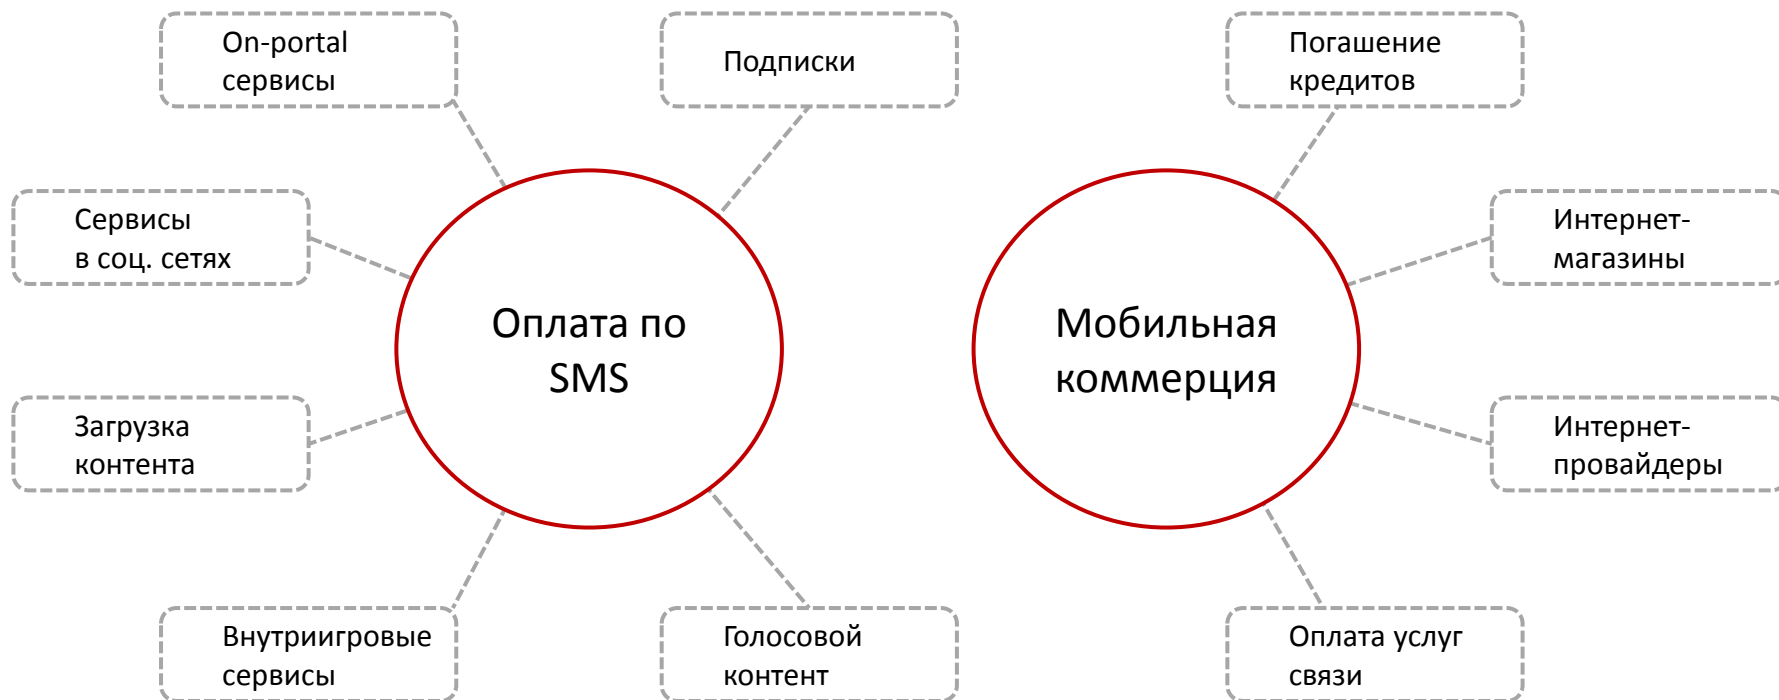 On-portal
сервисы
Подписки
Погашение
кредитов
Сервисы
в соц. сетях
Интернет-
магазины
Оплата по
SMS
Мобильная
коммерция
Загрузка
контента
Интернет-
провайдеры
Внутриигровые
сервисы
Голосовой
контент
Оплата услуг
связи